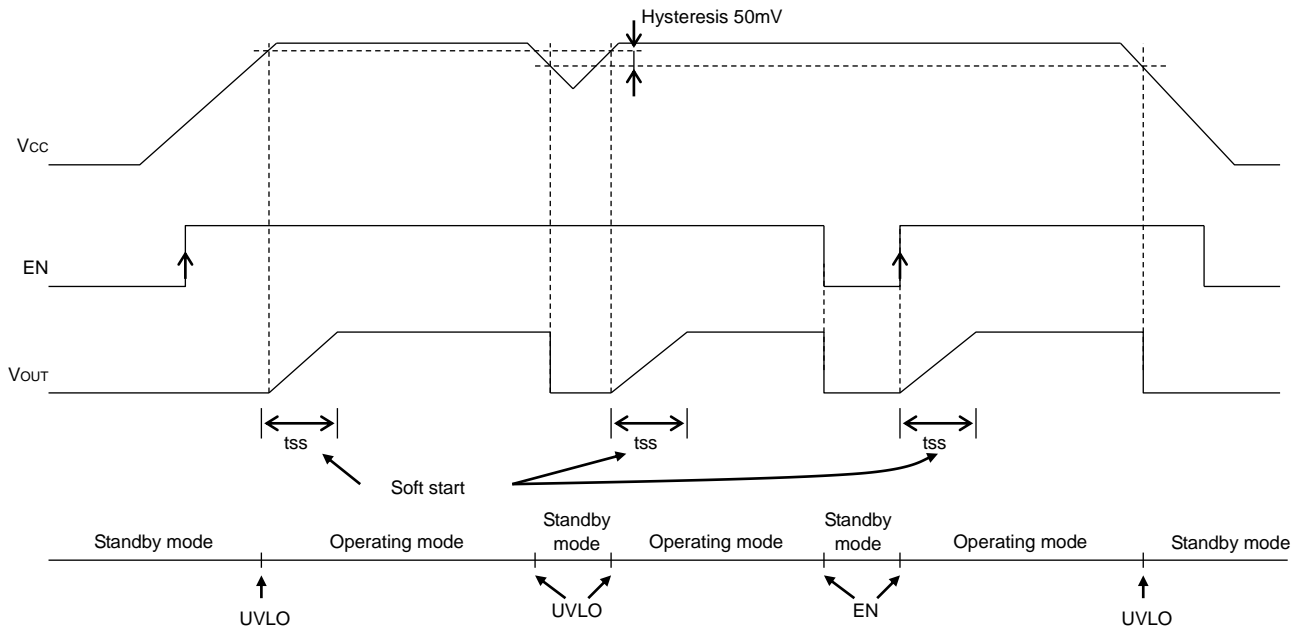 Hysteresis 50mV
VCC
EN
VOUT
tss
tss
tss
Soft start
Standby mode
Operating mode
Standby
mode
Operating mode
Standby
mode
Operating mode
Standby mode
UVLO
UVLO
EN
UVLO